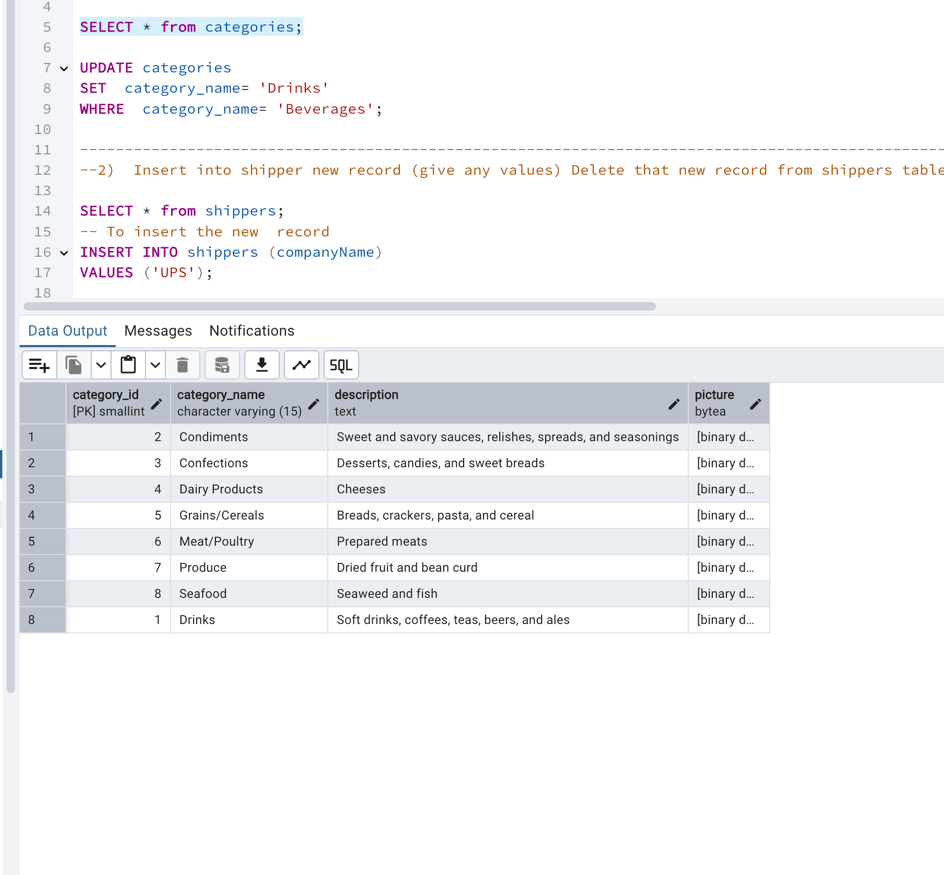 4
5 SELECT * from categories;
6
7 UPDATE categories
8 SET  category_name= 'Drinks'
9 WHERE  category_name= 'Beverages';
10
11 -------------------------------------------------------------------------------------------------
12 --2)  Insert into shipper new record (give any values) Delete that new record from shippers table
13
14 SELECT * from shippers;
15 -- To insert the new  record
16 INSERT INTO shippers (companyName)
17 VALUES ('UPS');
18
Data Output Messages Notifications
SQL
category_id category_name description picture
[PK] smallint character varying (15) text bytea
1 2 Condiments Sweet and savory sauces, relishes, spreads, and seasonings [binary d...
2 3 Confections Desserts, candies, and sweet breads [binary d...
3 4 Dairy Products Cheeses [binary d...
4 5 Grains/Cereals Breads, crackers, pasta, and cereal [binary d...
5 6 Meat/Poultry Prepared meats [binary d...
6 7 Produce Dried fruit and bean curd [binary d...
7 8 Seafood Seaweed and fish [binary d...
8 1 Drinks Soft drinks, coffees, teas, beers, and ales [binary d...